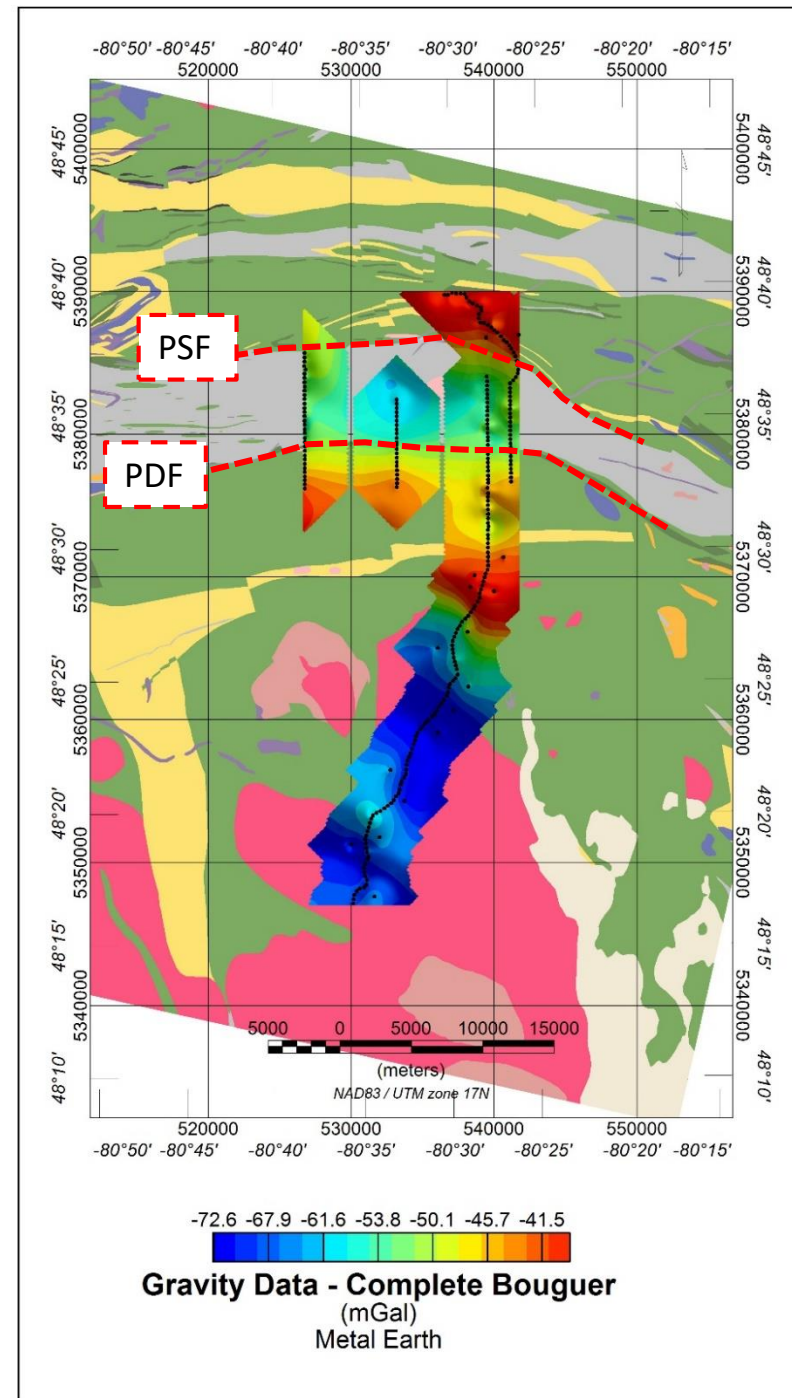 -80°50' -80°45' -80°40' -80°35' -80°30' -80°25' -80°20' -80°15'
520000 530000 540000 550000
48°45' 5400000 5400000 48°45'
48°40' 5390000 5390000 48°40'
PSF
48°35' 5380000 5380000 48°35'
PDF
48°30' 5370000 5370000 48°30'
48°25' 5360000 5360000 48°25'
48°20' 5350000 5350000 48°20'
48°15' 5340000 5340000 48°15'
5000 0 5000 10000 15000
(meters)
48°10' 48°10'
NAD83 / UTM zone 17N
520000 530000 540000 550000
-80°50' -80°45' -80°40' -80°35' -80°30' -80°25' -80°20' -80°15'
-72.6 -67.9 -61.6 -53.8 -50.1 -45.7 -41.5
Gravity Data - Complete Bouguer
(mGal)
Metal Earth